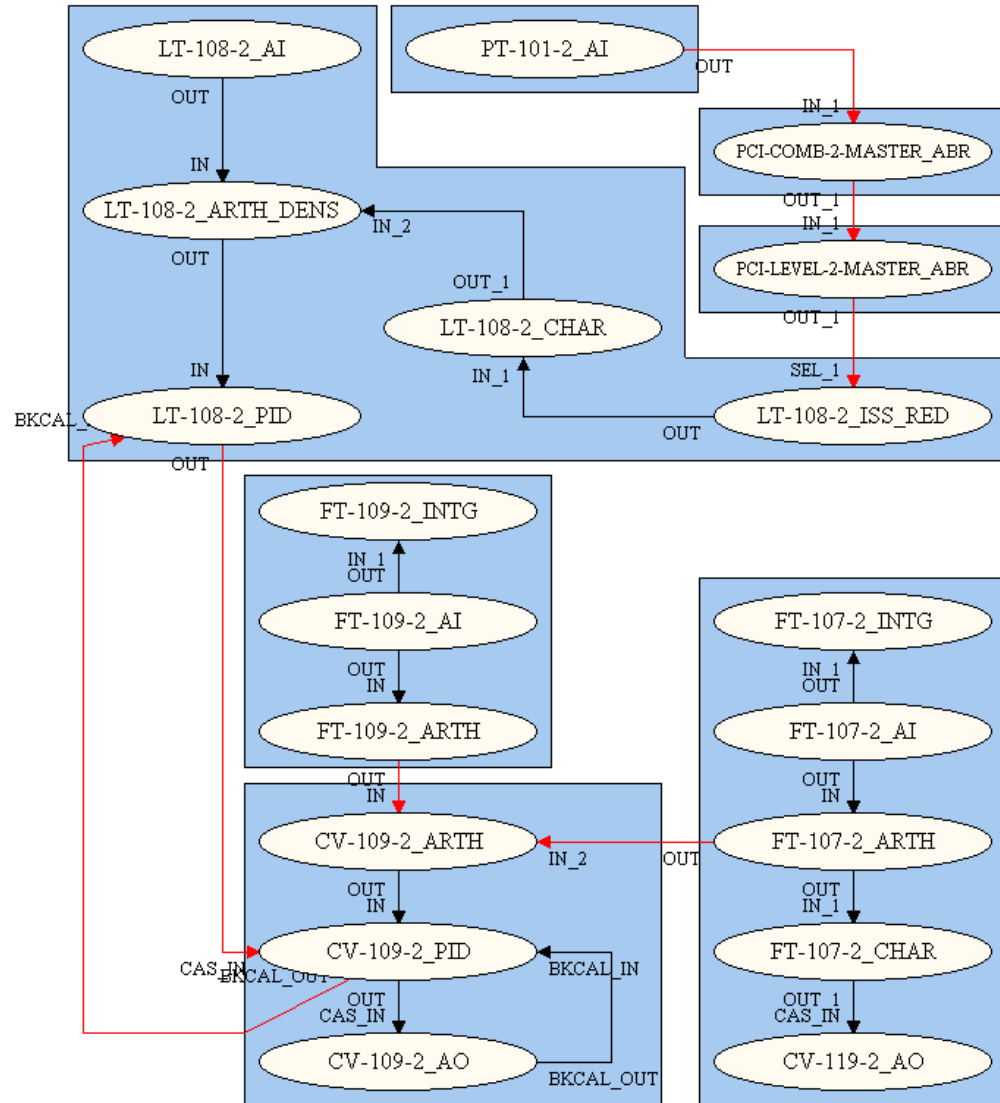 LT-108-2_AI
PT-101-2_AI
OUT
OUT
IN_1
PCI-COMB-2-MASTER_ABR
IN
OUT_1
LT-108-2_ARTH_DENS
IN_2
IN_1
OUT
PCI-LEVEL-2-MASTER_ABR
OUT_1
OUT_1
LT-108-2_CHAR
IN
IN_1
SEL_1
BKCAL_
LT-108-2_PID
LT-108-2_ISS_RED
OUT
OUT
FT-109-2_INTG
IN_1
OUT
FT-109-2_AI
FT-107-2_INTG
OUT
IN
IN_1
OUT
FT-109-2_ARTH
FT-107-2_AI
OUT
IN
OUT
IN
CV-109-2_ARTH
IN_2
OUT
FT-107-2_ARTH
OUT
IN
OUT
IN_1
CV-109-2_PID
FT-107-2_CHAR
CAS_IN
BKCAL_OUT
BKCAL_IN
OUT
CAS_IN
OUT_1
CAS_IN
CV-109-2_AO
BKCAL_OUT
CV-119-2_AO